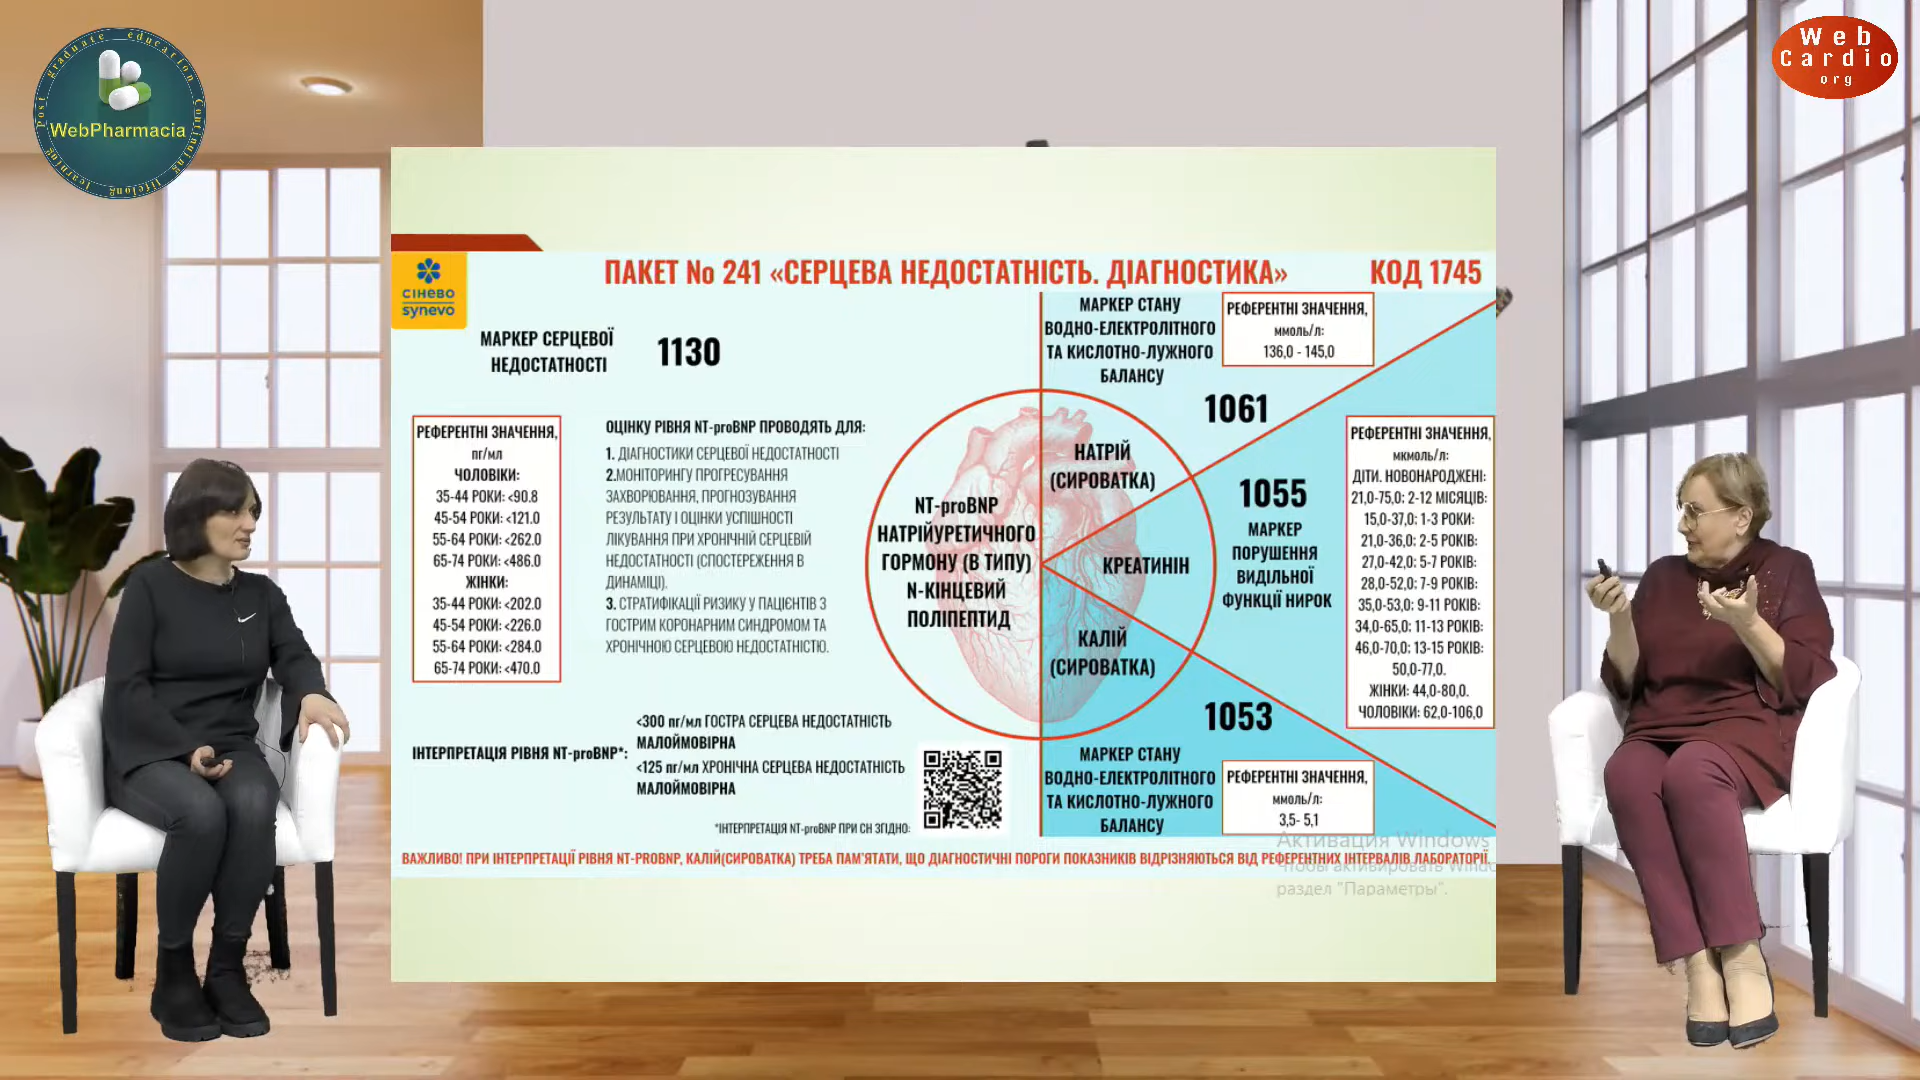 Post graduate education Continuing lifelong learning
WebPharmacia
Web
Cardio
org
сінево
synevo
ПАКЕТ No 241 «СЕРЦЕВА НЕДОСТАТНІСТЬ. ДІАГНОСТИКА»
КОД 1745
МАРКЕР СЕРЦЕВОЇ
НЕДОСТАТНОСТІ
1130
РЕФЕРЕНТНІ ЗНАЧЕННЯ,
пг/мл
ЧОЛОВІКИ:
35-44 РОКИ: <90.8
45-54 РОКИ: <121.0
55-64 РОКИ: <262.0
65-74 РОКИ: <486.0
ЖІНКИ:
35-44 РОКИ: <202.0
45-54 РОКИ: <226.0
55-64 РОКИ: <284.0
65-74 РОКИ: <470.0
ОЦІНКУ РІВНЯ NT-proBNP ПРОВОДЯТЬ ДЛЯ:
1. ДІАГНОСТИКИ СЕРЦЕВОЇ НЕДОСТАТНОСТІ
2.МОНІТОРИНГУ ПРОГРЕСУВАННЯ
ЗАХВОРЮВАННЯ, ПРОГНОЗУВАННЯ
РЕЗУЛЬТАТУ І ОЦІНКИ УСПІШНОСТІ
ЛІКУВАННЯ ПРИ ХРОНІЧНІЙ СЕРЦЕВІЙ
НЕДОСТАТНОСТІ (СПОСТЕРЕЖЕННЯ В
ДИНАМІЦІ).
3. СТРАТИФІКАЦІЇ РИЗИКУ У ПАЦІЄНТІВ З
ГОСТРИМ КОРОНАРНИМ СИНДРОМОМ ТА
ХРОНІЧНОЮ СЕРЦЕВОЮ НЕДОСТАТНІСТЮ.
NT-proBNP
НАТРІЙУРЕТИЧНОГО
ГОРМОНУ (В ТИПУ)
N-КІНЦЕВИЙ
ПОЛІПЕПТИД
НАТРІЙ
(СИРОВАТКА)
КРЕАТИНІН
КАЛІЙ
(СИРОВАТКА)
МАРКЕР СТАНУ
ВОДНО-ЕЛЕКТРОЛІТНОГО
ТА КИСЛОТНО-ЛУЖНОГО
БАЛАНСУ
РЕФЕРЕНТНІ ЗНАЧЕННЯ,
ммоль/л:
136,0 - 145,0
1061
1055
МАРКЕР
ПОРУШЕННЯ
ВИДІЛЬНОЇ
ФУНКЦІЇ НИРОК
РЕФЕРЕНТНІ ЗНАЧЕННЯ,
мкмоль/л:
ДІТИ. НОВОНАРОДЖЕНІ:
21,0-75,0; 2-12 МІСЯЦІВ:
15,0-37,0; 1-3 РОКИ:
21,0-36,0; 2-5 РОКІВ:
27,0-42,0; 5-7 РОКІВ:
28,0-52,0; 7-9 РОКІВ:
35,0-53,0; 9-11 РОКІВ:
34,0-65,0; 11-13 РОКІВ:
46,0-70,0; 13-15 РОКІВ:
50,0-77,0.
ЖІНКИ: 44,0-80,0.
ЧОЛОВІКИ: 62,0-106,0
1053
МАРКЕР СТАНУ
ВОДНО-ЕЛЕКТРОЛІТНОГО
ТА КИСЛОТНО-ЛУЖНОГО
БАЛАНСУ
РЕФЕРЕНТНІ ЗНАЧЕННЯ,
ммоль/л:
3,5- 5,1
ІНТЕРПРЕТАЦІЯ РІВНЯ NT-proBNP*:
<300 пг/мл ГОСТРА СЕРЦЕВА НЕДОСТАТНІСТЬ
МАЛОЙМОВІРНА
<125 пг/мл ХРОНІЧНА СЕРЦЕВА НЕДОСТАТНІСТЬ
МАЛОЙМОВІРНА
*ІНТЕРПРЕТАЦІЯ NT-proBNP ПРИ СН ЗГІДНО:
ВАЖЛИВО! ПРИ ІНТЕРПРЕТАЦІЇ РІВНЯ NT-PROBNP, КАЛІЙ(СИРОВАТКА) ТРЕБА ПАМ'ЯТАТИ, ЩО ДІАГНОСТИЧНІ ПОРОГИ ПОКАЗНИКІВ ВІДРІЗНЯЮТЬСЯ ВІД РЕФЕРЕНТНИХ ІНТЕРВАЛІВ ЛАБОРАТОРІЇ.
Активация Windows
Чтобы активировать Windo
раздел "Параметры".